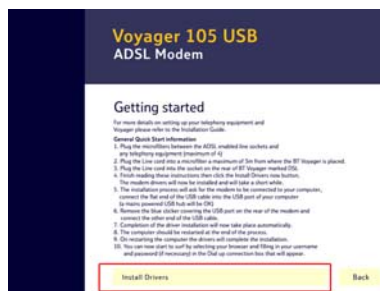 Voyager 105 USB
ADSL Modem
Getting started
For more details on setting up your telephony equipment and
Voyager please refer to the Installation Guide.
General Quick Start information
1. Plug the microfilters between the ADSL enabled line sockets and
any telephony equipment (maximum of 4)
2. Plug the Line cord into a microfilter a maximum of 5m from where the BT Voyager is placed.
3. Plug the Line cord into the socket on the rear of BT Voyager marked DSL
4. Finish reading these instructions then click the Install Drivers now button.
The modem drivers will now be installed and will take a short while.
5. The installation process will ask for the modem to be connected to your computer,
connect the flat end of the USB cable into the USB port of your computer
(a mains powered USB hub will be OK)
6. Remove the blue sticker covering the USB port on the rear of the modem and
connect the other end of the USB cable.
7. Completion of the driver installation will now take place automatically.
8. The computer should be restarted at the end of the process.
9. On restarting the computer the drivers will complete the installation.
10. You can now start to surf by selecting your browser and filling in your username
and password (if necessary) in the Dial up connection box that will appear.
Install Drivers
Back